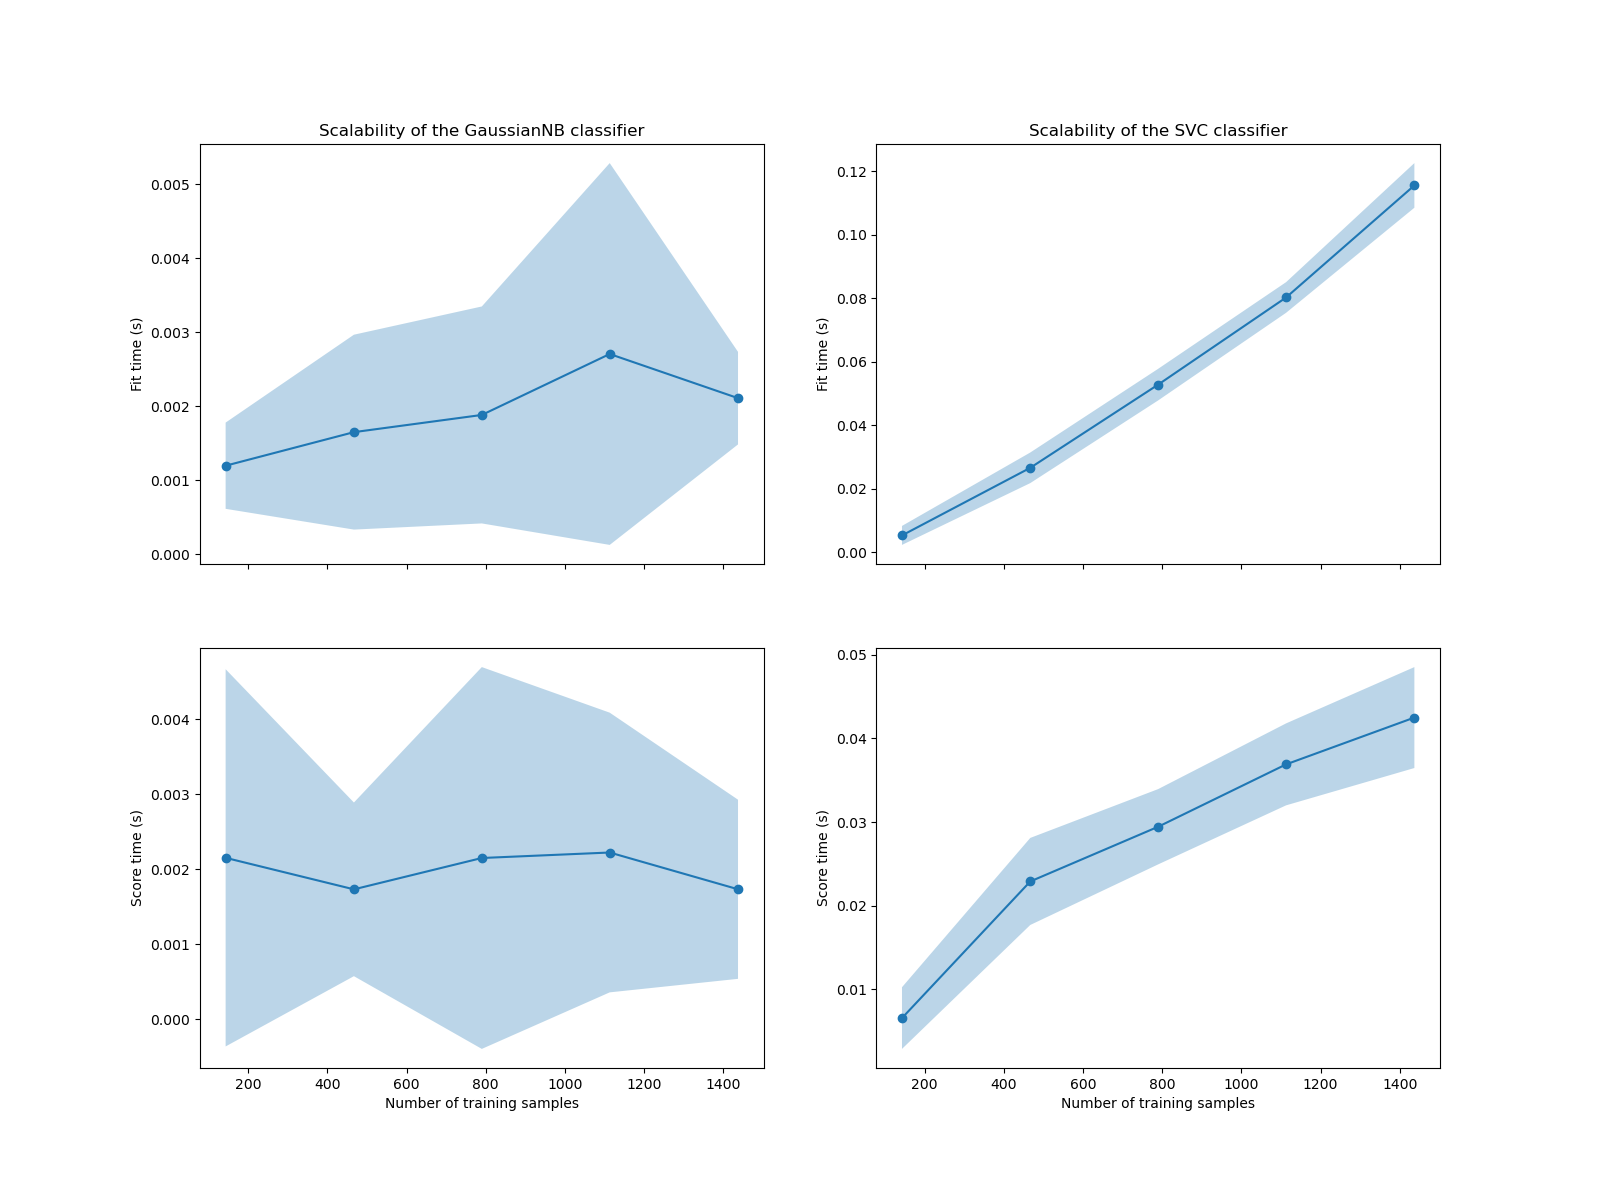 Scalability of the GaussianNB classifier
Scalability of the SVC classifier
0.005
0.004
0.003
0.002
0.001
0.000
Fit time (s)
0.12
0.10
0.08
0.06
0.04
0.02
0.00
Fit time (s)
0.004
0.003
0.002
0.001
0.000
Score time (s)
200 400 600 800 1000 1200 1400
Number of training samples
0.05
0.04
0.03
0.02
0.01
Score time (s)
200 400 600 800 1000 1200 1400
Number of training samples